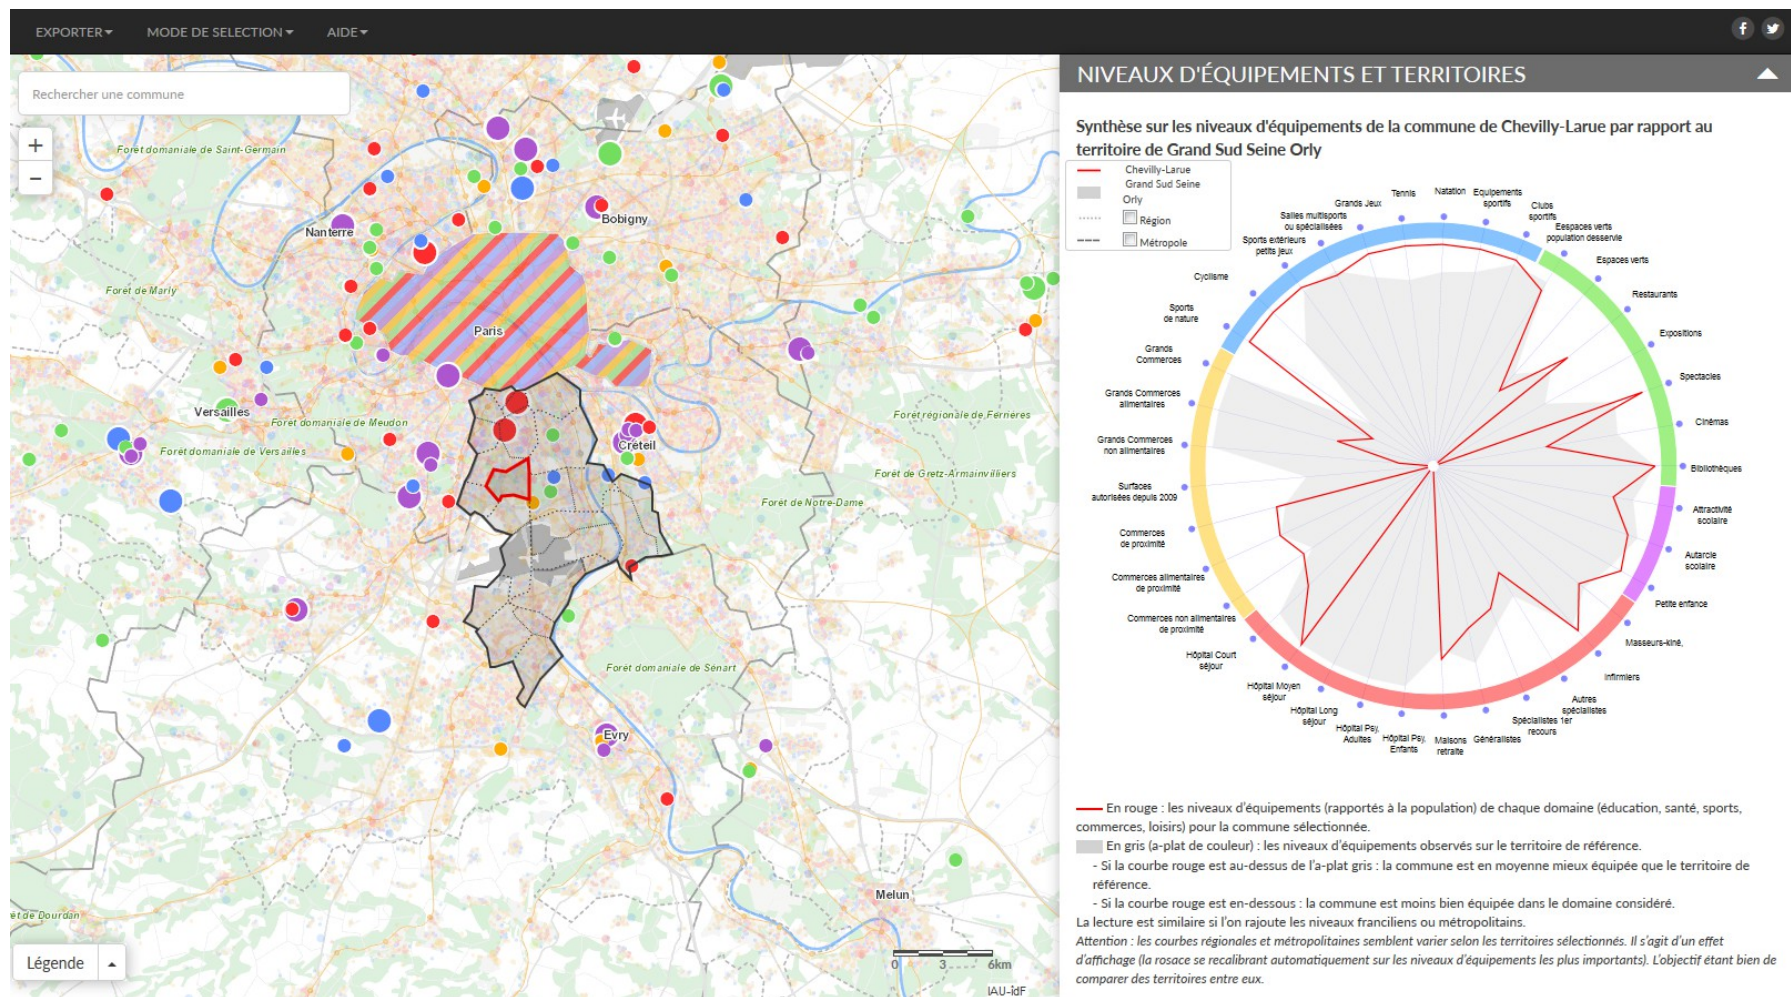 EXPORTER
MODE DE SELECTION
AIDE
Rechercher une commune
+
−
Foret domaniale de Saint-Germain
Nanterre
Bobigny
Forêt de Marly
Paris
Versailles
Forêt domaniale de Meudon
Forêt domaniale de Versailles
Créteil
Forêt régionale de Ferrières
Forêt de Gretz-Armainvilliers
Forêt de Notre-Dame
Forêt domaniale de Sénart
Evry
Melun
êt de Dourdan
Légende
0 3 6km
IAU-idF
NIVEAUX D'ÉQUIPEMENTS ET TERRITOIRES
Synthèse sur les niveaux d'équipements de la commune de Chevilly-Larue par rapport au
territoire de Grand Sud Seine Orly
Chevilly-Larue
Grand Sud Seine
Orly
Région
Métropole
Natation
Equipements
sportifs
Clubs
sportifs
Eespaces verts
population desservie
Espaces verts
Restaurants
Expositions
Spectacles
Cinémas
Bibliothèques
Attractivité
scolaire
Autarcie
scolaire
Petite enfance
Masseurs-kiné,
Infirmiers
Autres
spécialistes
Spécialistes 1er
recours
Généralistes
Maisons
retraite
Hôpital Psy,
Enfants
Hôpital Psy,
Adultes
Hôpital Long
séjour
Hôpital Moyen
séjour
Hôpital Court
séjour
Commerces non alimentaires
de proximité
Commerces alimentaires
de proximité
Commerces
de proximité
Surfaces
autorisées depuis 2009
Grands Commerces
non alimentaires
Grands Commerces
alimentaires
Grands
Commerces
Sports
de nature
Cyclisme
Sports extérieurs
petits jeux
Salles multisports
ou spécialisées
Grands Jeux
Tennis
En rouge : les niveaux d'équipements (rapportés à la population) de chaque domaine (éducation, santé, sports,
commerces, loisirs) pour la commune sélectionnée.
En gris (a-plat de couleur) : les niveaux d'équipements observés sur le territoire de référence.
- Si la courbe rouge est au-dessus de l'a-plat gris : la commune est en moyenne mieux équipée que le territoire de
référence.
- Si la courbe rouge est en-dessous : la commune est moins bien équipée dans le domaine considéré.
La lecture est similaire si l'on rajoute les niveaux franciliens ou métropolitains.
Attention : les courbes régionales et métropolitaines semblent varier selon les territoires sélectionnés. Il s'agit d'un effet
d'affichage (la rosace se recalibrant automatiquement sur les niveaux d'équipements les plus importants). L'objectif étant bien de
comparer des territoires entre eux.